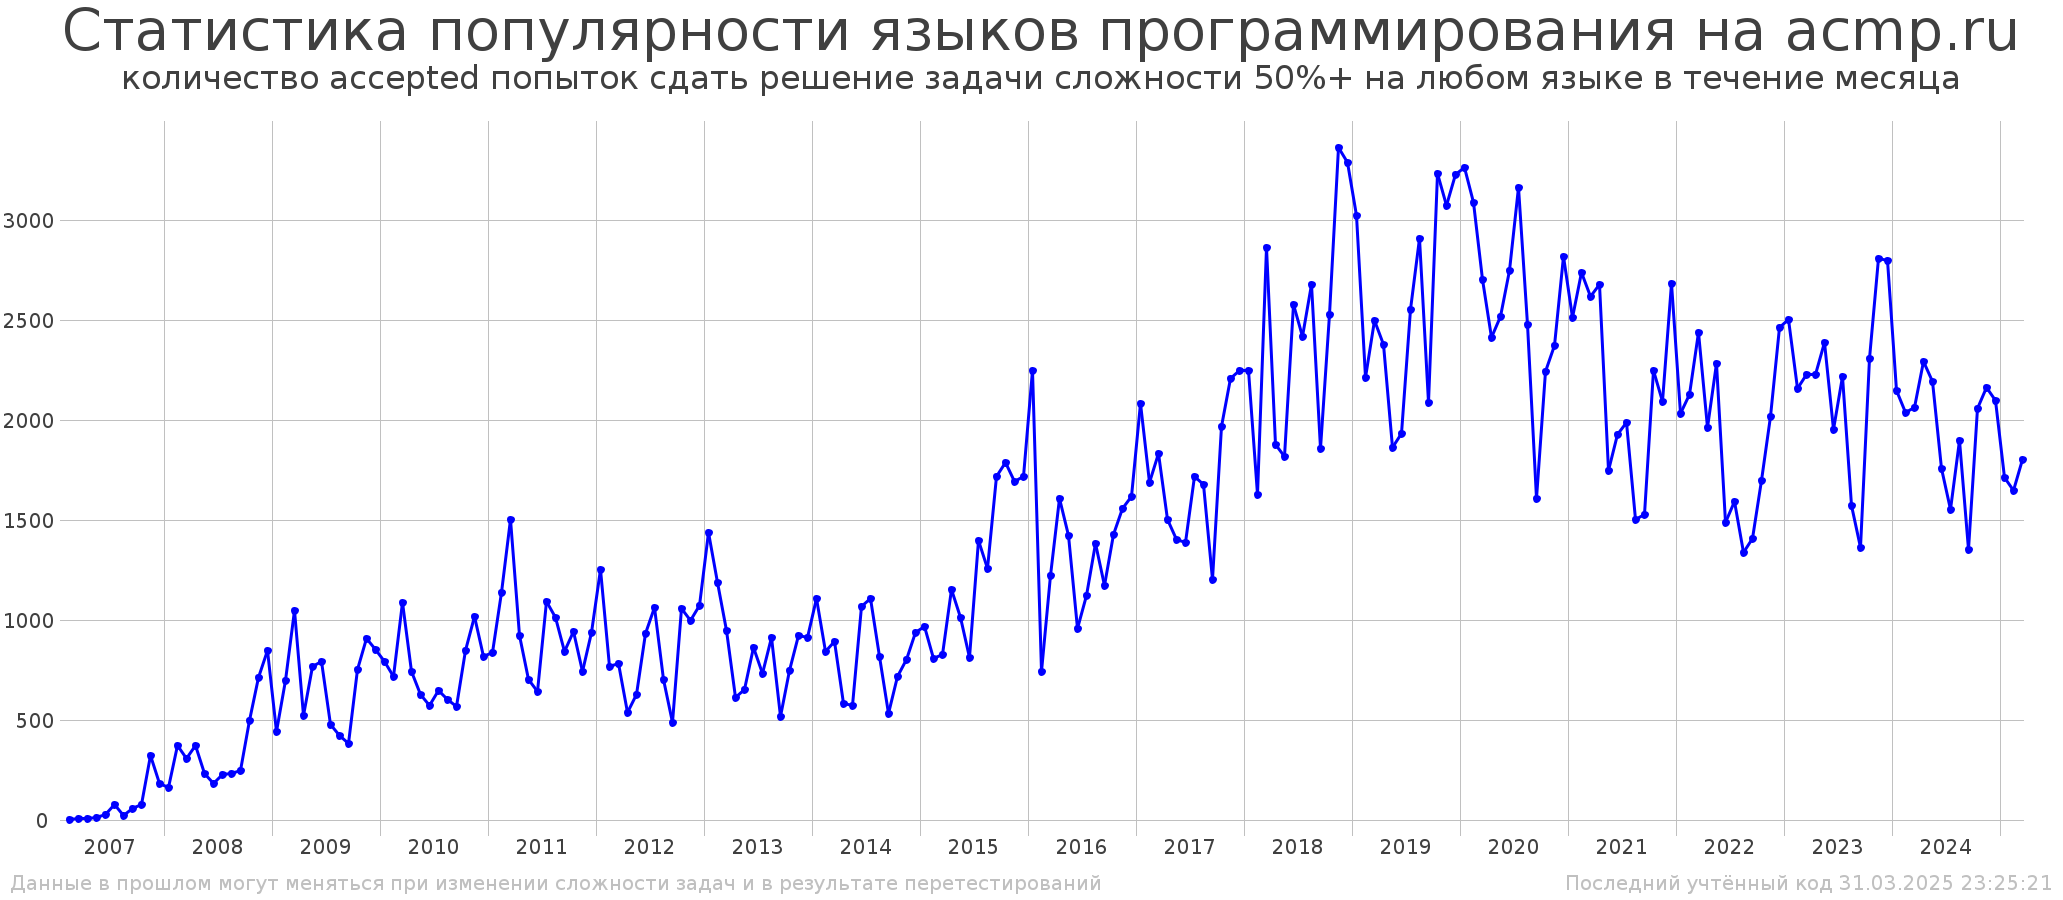 Статистика популярности языков программирования на acmp.ru
количество accepted попыток сдать решение задачи сложности 50%+ на любом языке в течение месяца
3000
2500
2000
1500
1000
500
0
2007 2008 2009 2010 2011 2012 2013 2014 2015 2016 2017 2018 2019 2020 2021 2022 2023 2024
Данные в прошлом могут меняться при изменении сложности задач и в результате перетестирований
Последний учтённый код 31.03.2025 23:25:21